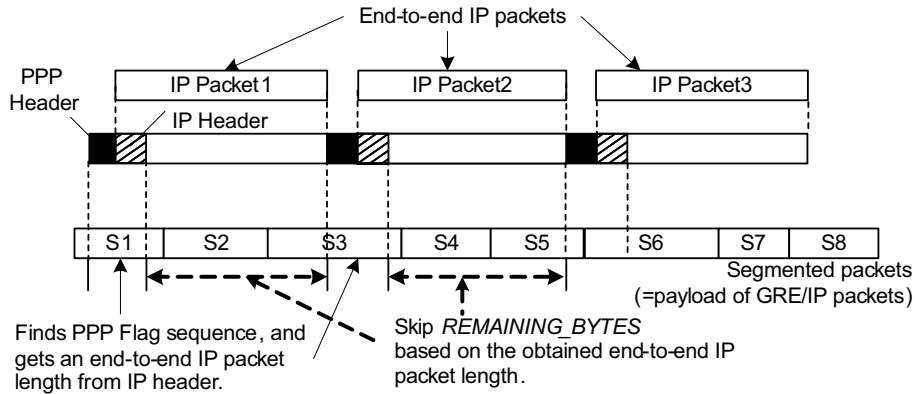 End-to-end IP packets
PPP
Header
IP Packet1
IP Packet2
IP Packet3
IP Header
S1
S2
S3
S4
S5
S6
S7
S8
Segmented packets
(=payload of GRE/IP packets)
Finds PPP Flag sequence, and
gets an end-to-end IP packet
length from IP header.
Skip REMAINING_BYTES
based on the obtained end-to-end IP
packet length.